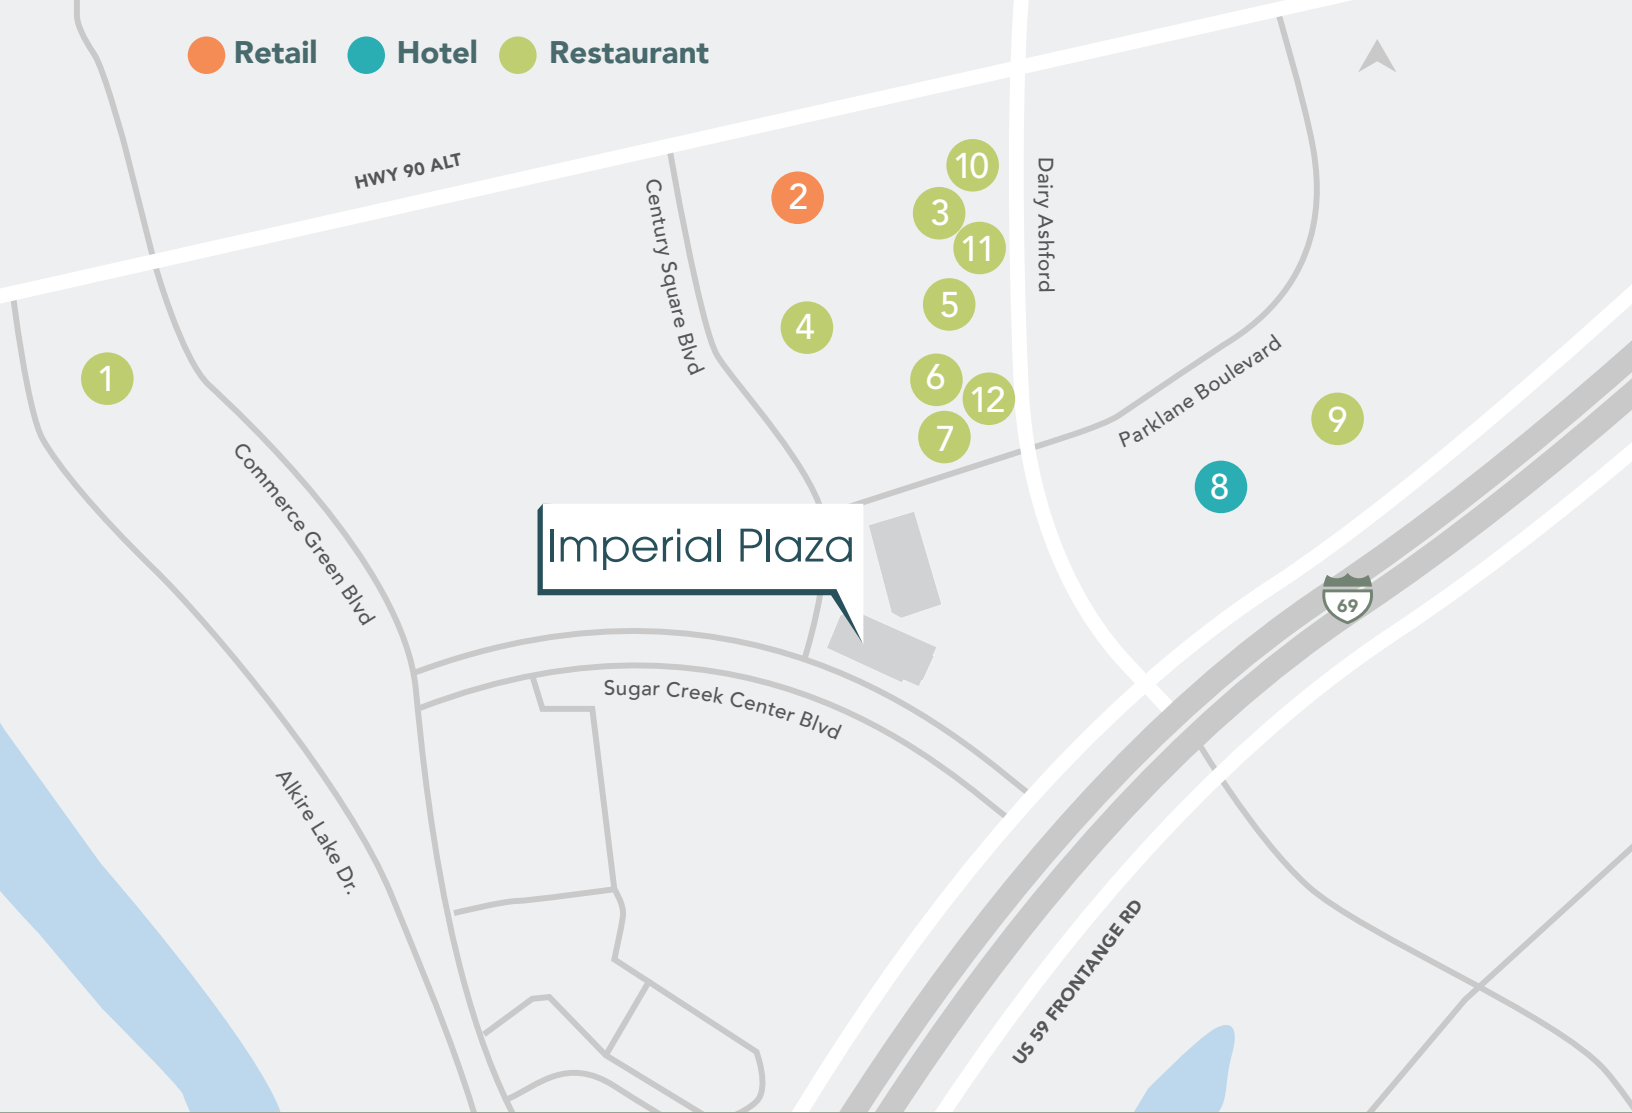 Retail
Hotel
Restaurant
HWY 90 ALT
Century Square Blvd
Dairy Ashford
10
2
3
11
5
4
1
6
12
7
9
8
Parklane Boulevard
Commerce Green Blvd
Imperial Plaza
69
Sugar Creek Center Blvd
Alkire Lake Dr.
US 59 FRONTANGE RD